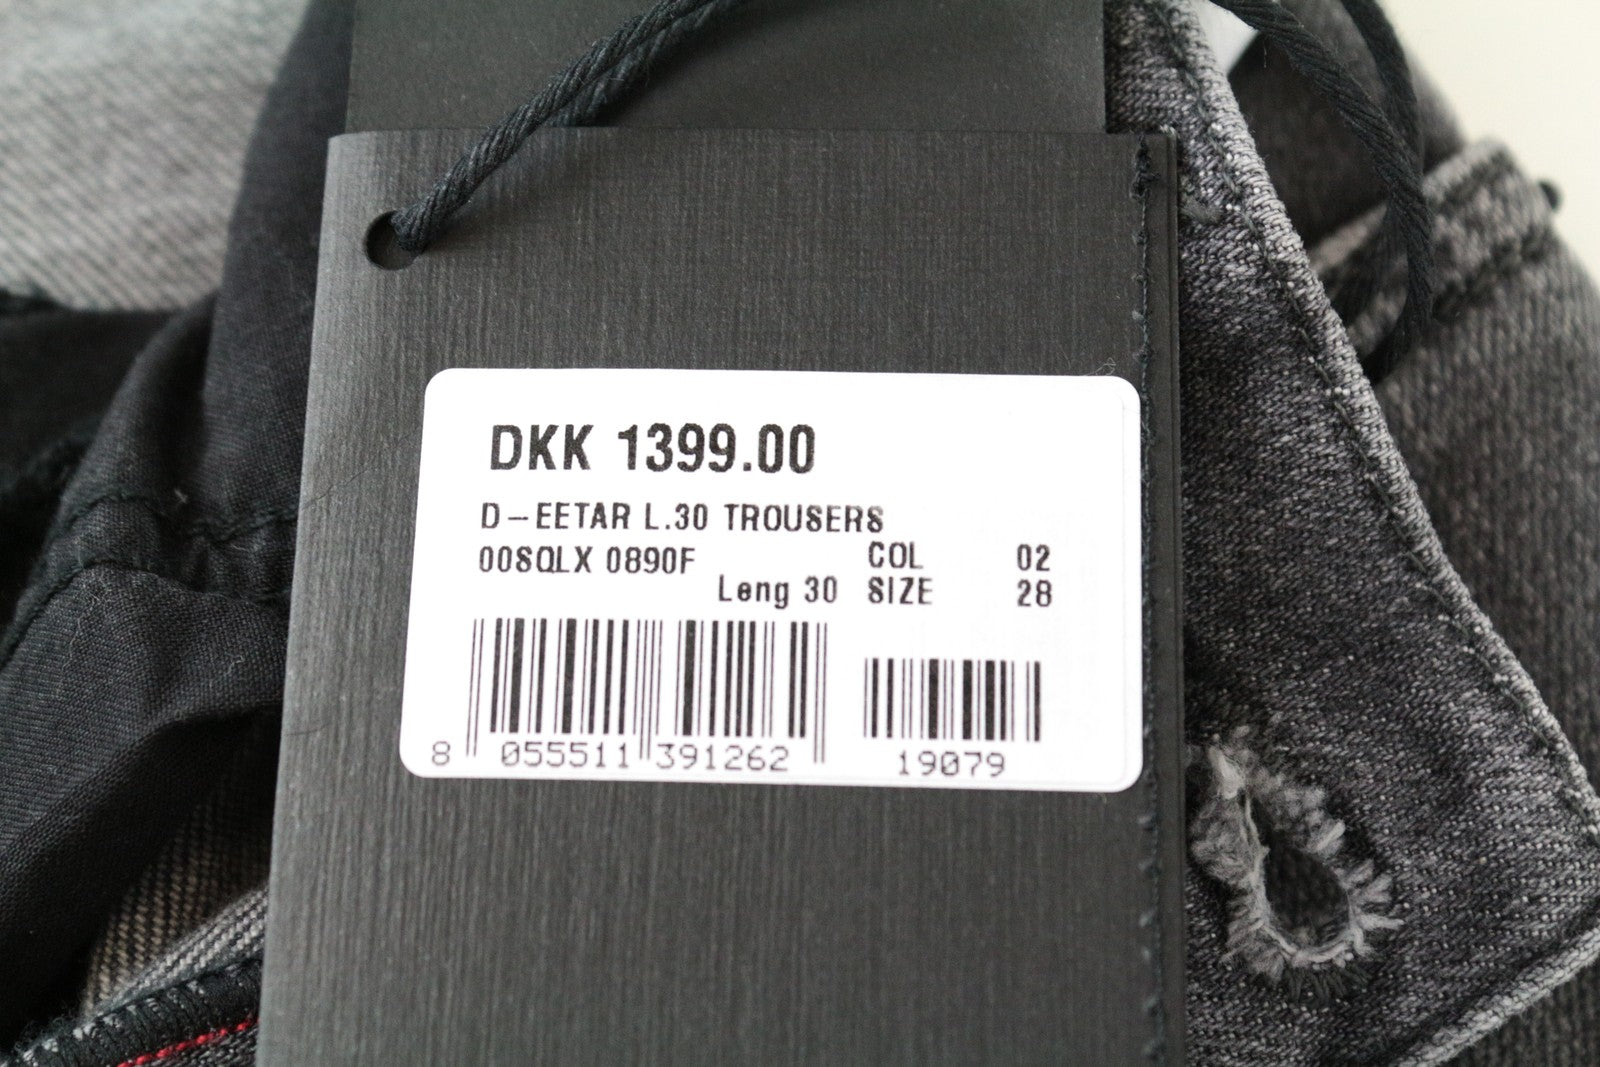 DKK 1399.00
D-EETAR L.30 TROUSERS
00SQLX 0890F COL 02
Leng 30 SIZE 28
8 055511 391262 19079